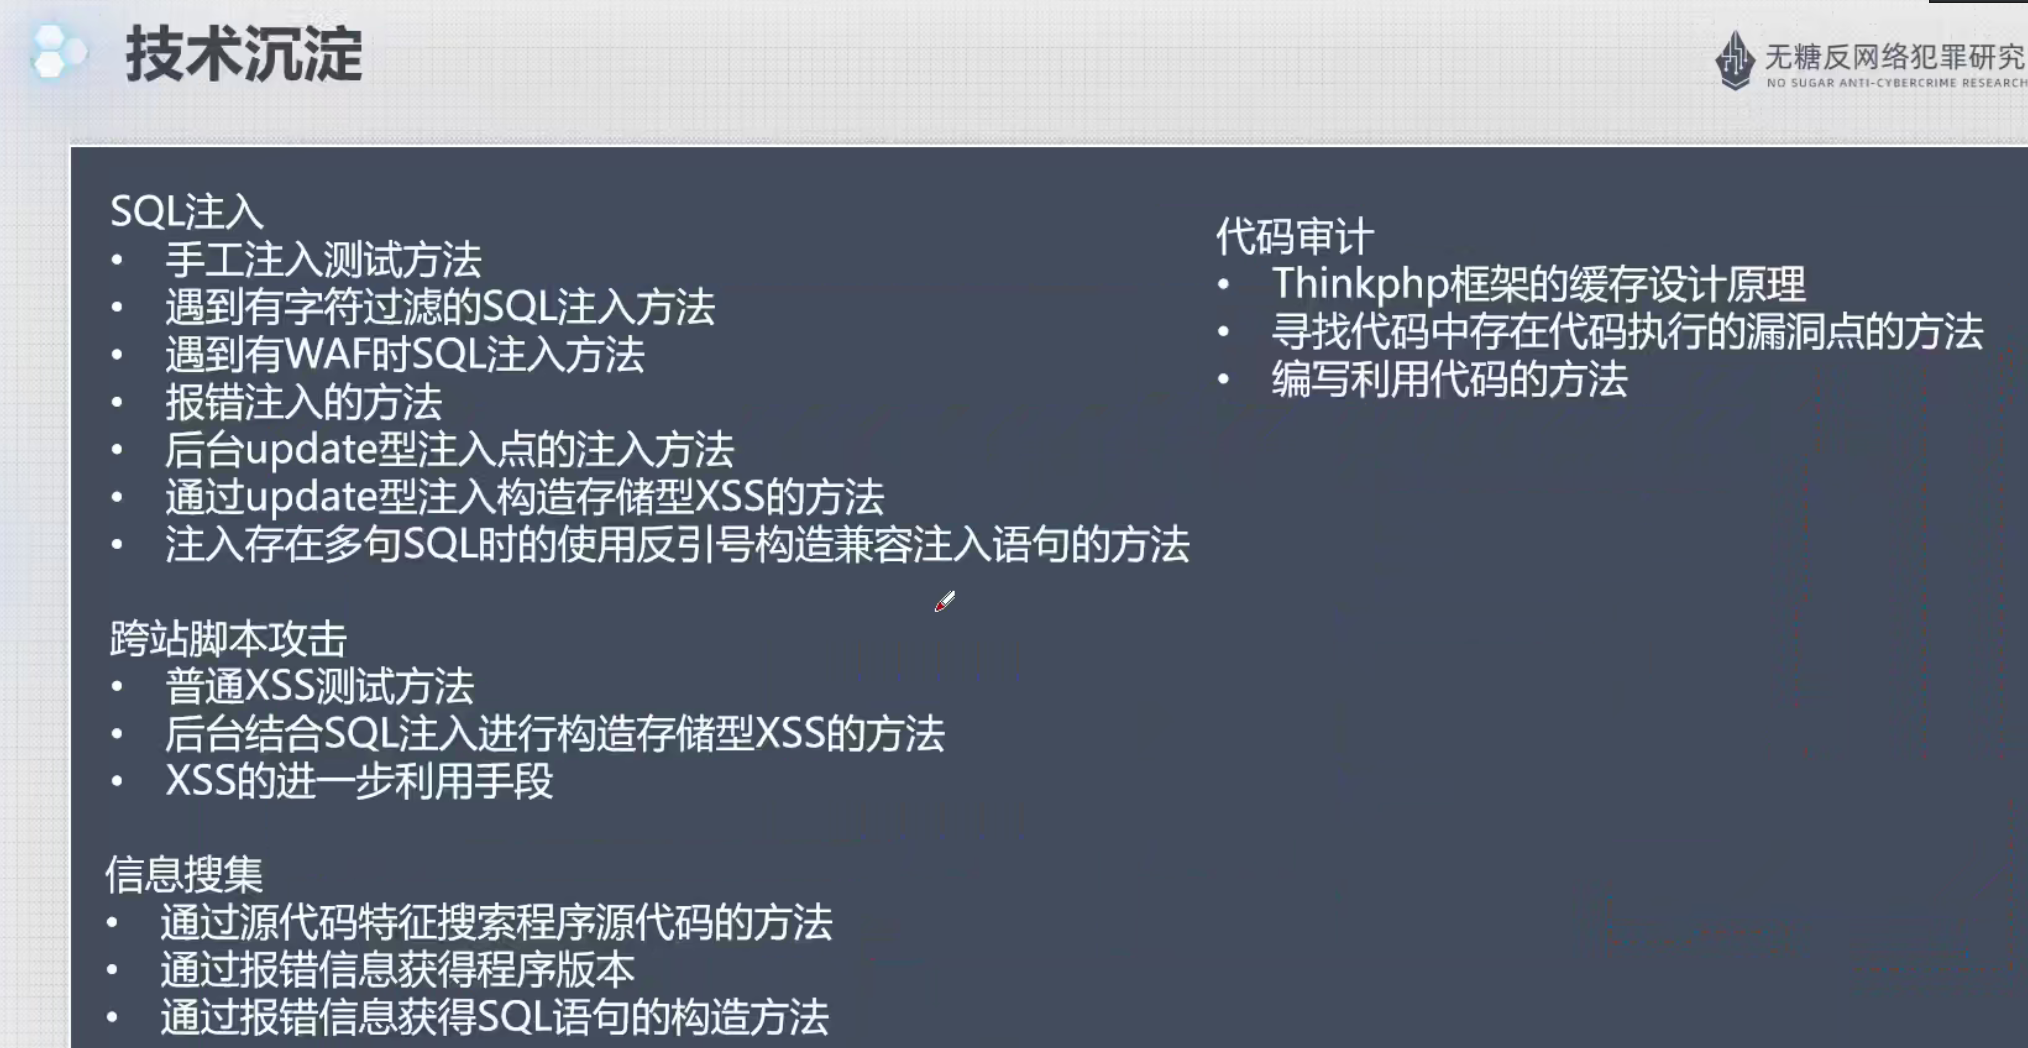 技术沉淀
无糖反网络犯罪研究
NO SUGAR ANTI-CYBERCRIME RESEARCH
SQL注入
• 手工注入测试方法
• 遇到有字符过滤的SQL注入方法
• 遇到有WAF时SQL注入方法
• 报错注入的方法
• 后台update型注入点的注入方法
• 通过update型注入构造存储型XSS的方法
• 注入存在多句SQL时的使用反引号构造兼容注入语句的方法
跨站脚本攻击
• 普通XSS测试方法
• 后台结合SQL注入进行构造存储型XSS的方法
• XSS的进一步利用手段
信息搜集
• 通过源代码特征搜索程序源代码的方法
• 通过报错信息获得程序版本
• 通过报错信息获得SQL语句的构造方法
代码审计
• Thinkphp框架的缓存设计原理
• 寻找代码中存在代码执行的漏洞点的方法
• 编写利用代码的方法